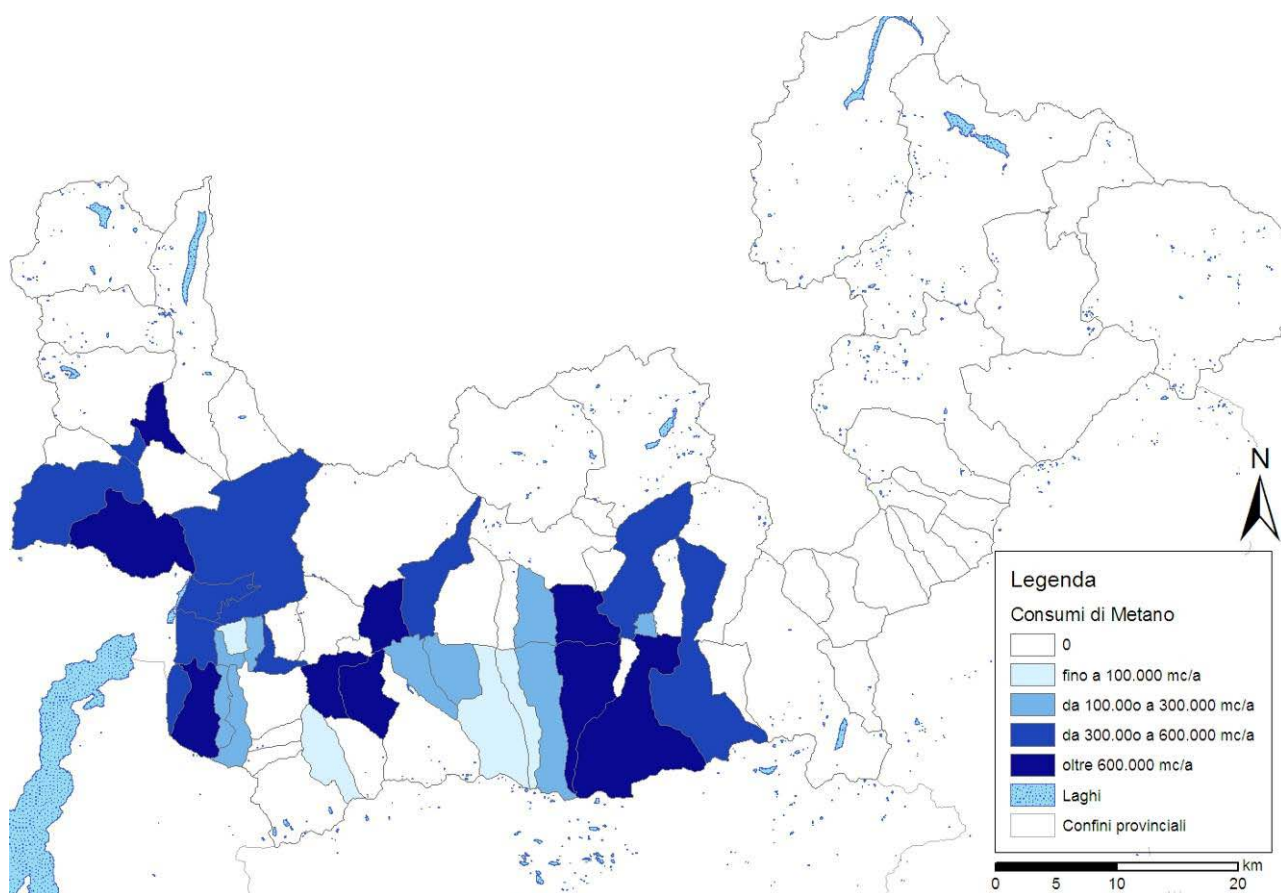 N
Legenda
Consumi di Metano
0
fino a 100.000 mc/a
da 100.00o a 300.000 mc/a
da 300.00o a 600.000 mc/a
oltre 600.000 mc/a
Laghi
Confini provinciali
km
0 5 10 20